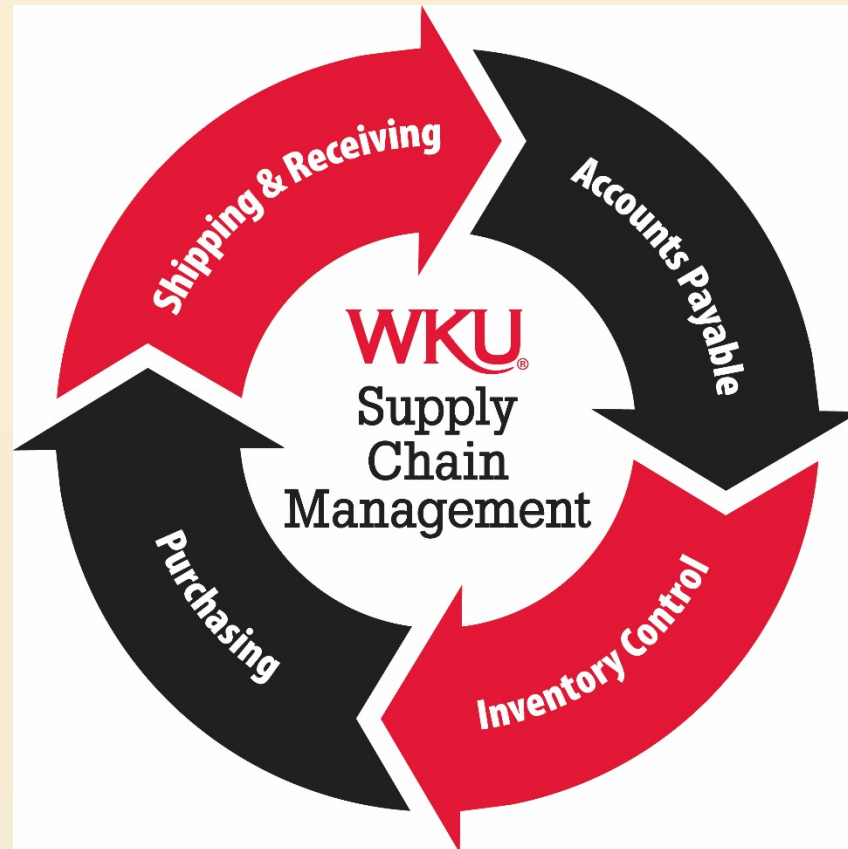 Shipping & Receiving
Accounts Payable
WKU®
Supply
Chain
Management
Purchasing
Inventory Control